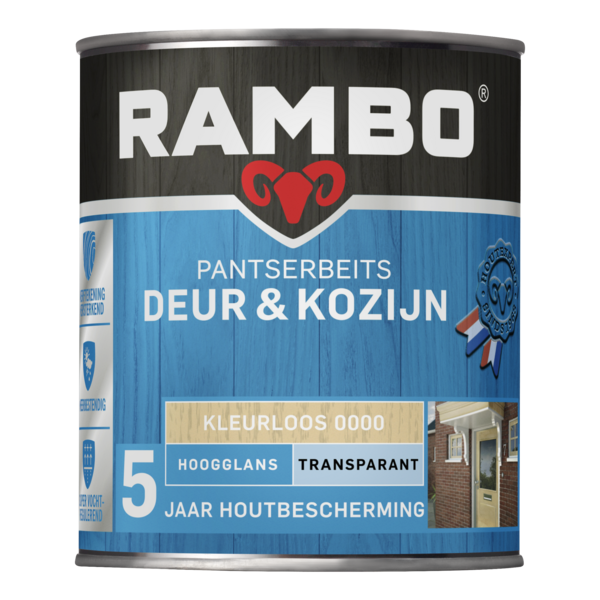 RAMBO®
PANTSERBEITS
DEUR & KOZIJN
KLEURLOOS 0000
HOOGGLANS
TRANSPARANT
5
JAAR HOUTBESCHERMING